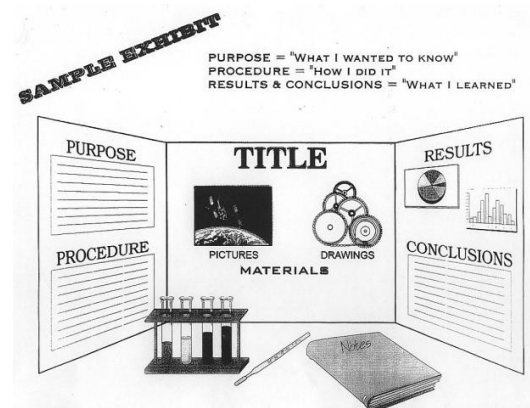 SAMPLE EXHIBIT
PURPOSE = "WHAT I WANTED TO KNOW"
PROCEDURE = "HOW I DID IT"
RESULTS & CONCLUSIONS = "WHAT I LEARNED"
PURPOSE
PROCEDURE
TITLE
PICTURES
DRAWINGS
MATERIALS
RESULTS
CONCLUSIONS
Notes